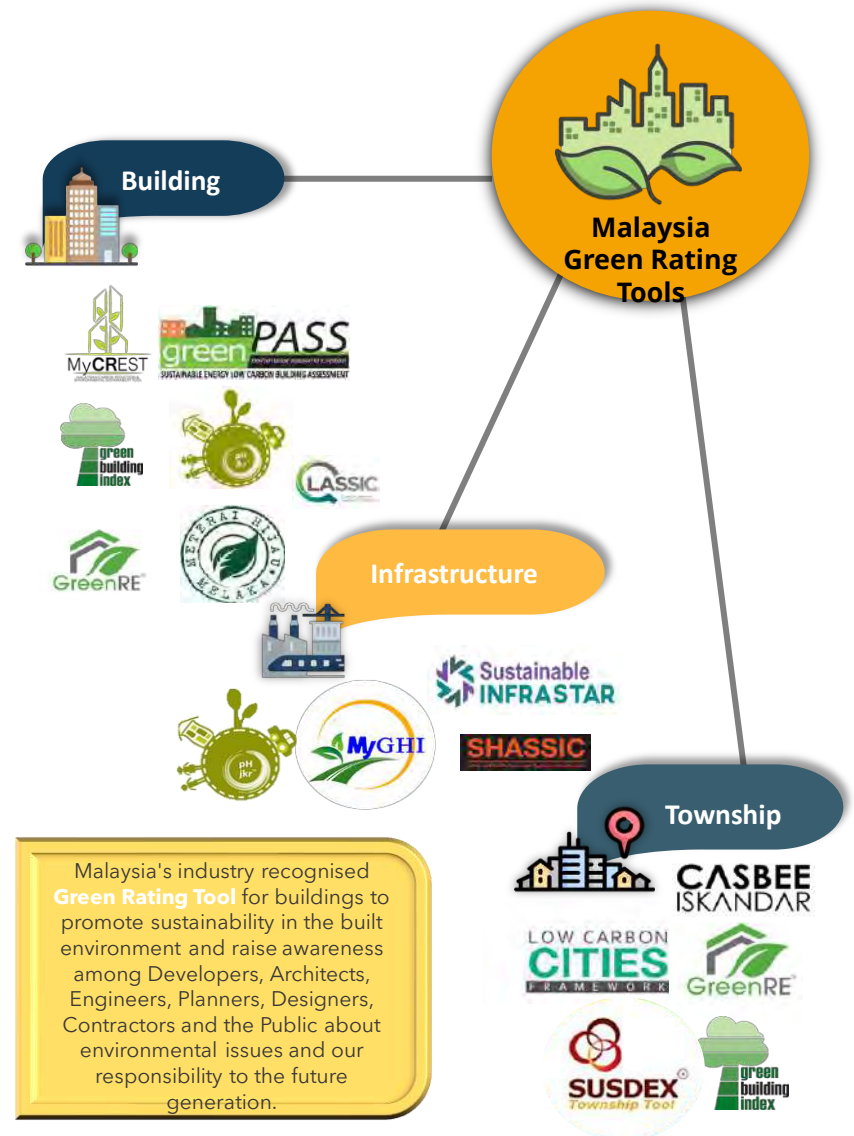 Malaysia
Green Rating
Tools
Building
MyCREST
green PASS
SUSTAINABLE ENERGY LOW CARBON BUILDING ASSESSMENT
green
building
index
pH
jkr
QLASSIC
GreenRE
METERAI HIJAU
MELAKA
Infrastructure
Sustainable
INFRASTAR
pH
jkr
MyGHI
SHASSIC
Township
CASBEE
ISKANDAR
LOW CARBON
CITIES
FRAMEWORK
GreenRE
SUSDEX
Township Tool
green
building
index
Malaysia's industry recognised
Green Rating Tool for buildings to
promote sustainability in the built
environment and raise awareness
among Developers, Architects,
Engineers, Planners, Designers,
Contractors and the Public about
environmental issues and our
responsibility to the future
generation.